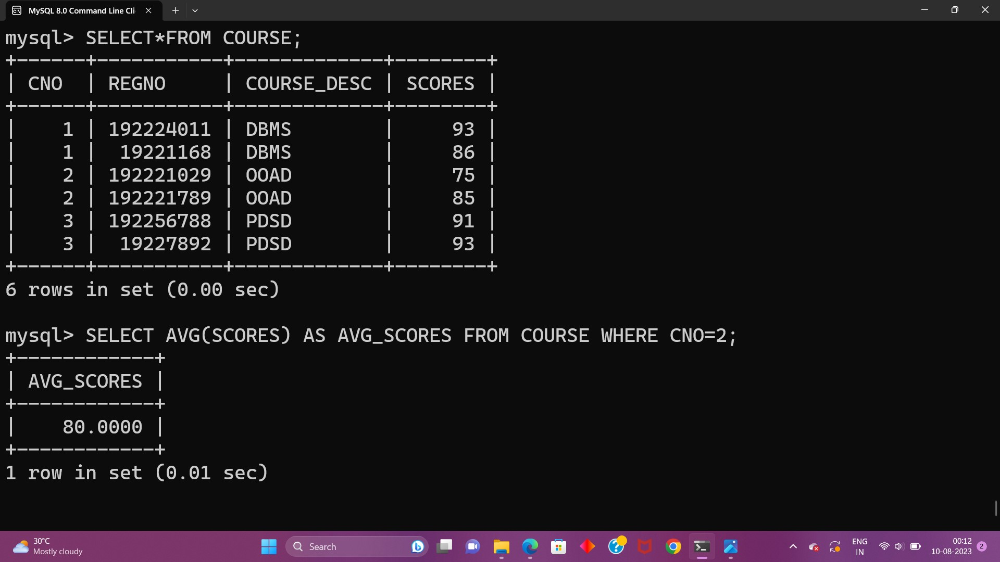 MySQL 8.0 Command Line Cli
mysql> SELECT*FROM COURSE;
+------+-----------+-------------+--------+
| CNO  | REGNO     | COURSE_DESC | SCORES |
+------+-----------+-------------+--------+
|    1 | 192224011 | DBMS        |     93 |
|    1 |  19221168 | DBMS        |     86 |
|    2 | 192221029 | OOAD        |     75 |
|    2 | 192221789 | OOAD        |     85 |
|    3 | 192256788 | PDSD        |     91 |
|    3 |  19227892 | PDSD        |     93 |
+------+-----------+-------------+--------+
6 rows in set (0.00 sec)
mysql> SELECT AVG(SCORES) AS AVG_SCORES FROM COURSE WHERE CNO=2;
+------------+
| AVG_SCORES |
+------------+
|    80.0000 |
+------------+
1 row in set (0.01 sec)
30°C
Mostly cloudy
Search
ENG
IN
00:12
10-08-2023
2